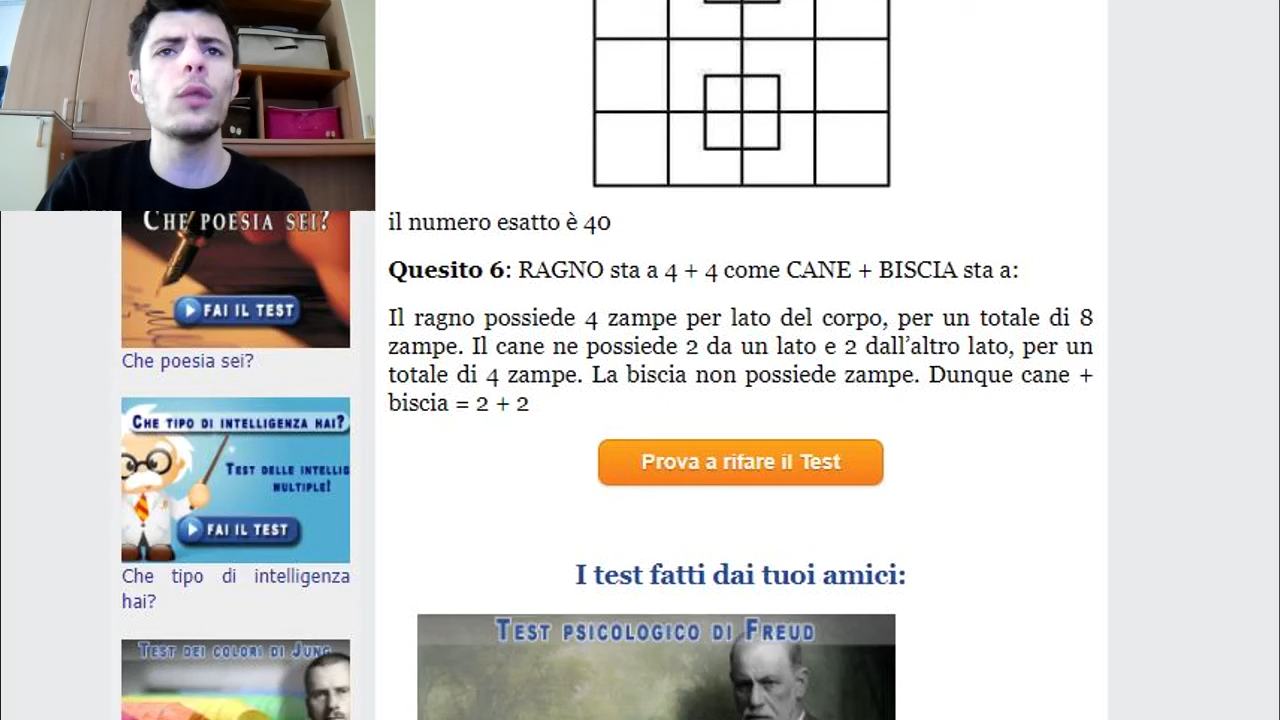 il numero esatto è 40
Quesito 6: RAGNO sta a 4 + 4 come CANE + BISCIA sta a:
Il ragno possiede 4 zampe per lato del corpo, per un totale di 8
zampe. Il cane ne possiede 2 da un lato e 2 dall'altro lato, per un
totale di 4 zampe. La biscia non possiede zampe. Dunque cane +
biscia = 2 + 2
Prova a rifare il Test
I test fatti dai tuoi amici:
TEST PSICOLOGICO DI FREUD
CHE POESIA SEI?
FAI IL TEST
Che poesia sei?
CHE TIPO DI INTELLIGENZA HAI?
TEST DELLE INTELLIG
MULTIPLE!
FAI IL TEST
Che tipo di intelligenza
hai?
TEST DEI COLORI DI JUNG